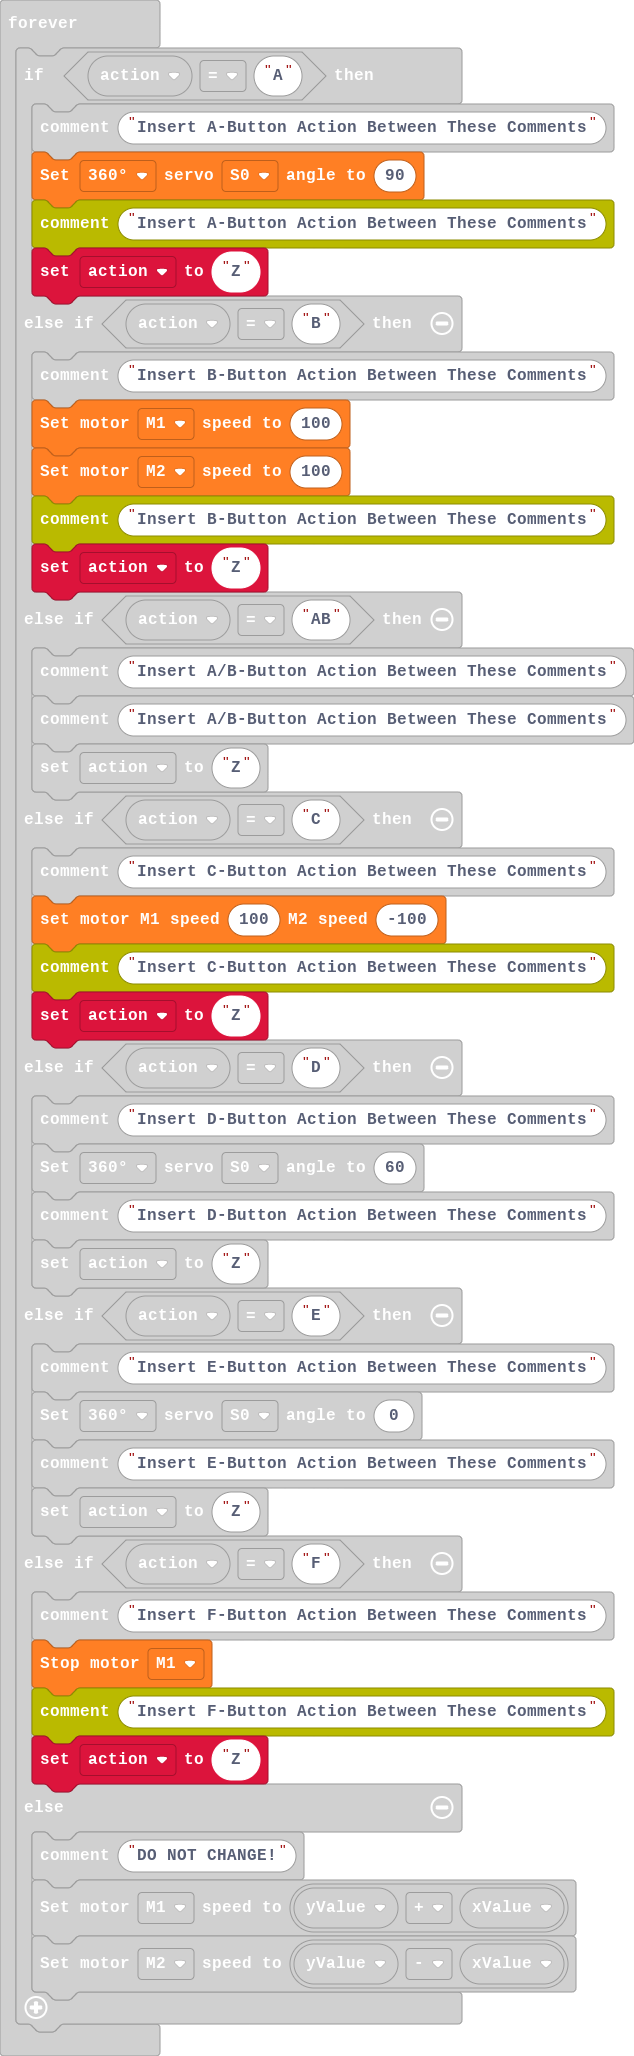 forever
if action = "A" then
comment "Insert A-Button Action Between These Comments"
Set 360° servo S0 angle to 90
comment "Insert A-Button Action Between These Comments"
set action to "Z"
else if action = "B" then
comment "Insert B-Button Action Between These Comments"
Set motor M1 speed to 100
Set motor M2 speed to 100
comment "Insert B-Button Action Between These Comments"
set action to "Z"
else if action = "AB" then
comment "Insert A/B-Button Action Between These Comments"
comment "Insert A/B-Button Action Between These Comments"
set action to "Z"
else if action = "C" then
comment "Insert C-Button Action Between These Comments"
set motor M1 speed 100 M2 speed -100
comment "Insert C-Button Action Between These Comments"
set action to "Z"
else if action = "D" then
comment "Insert D-Button Action Between These Comments"
Set 360° servo S0 angle to 60
comment "Insert D-Button Action Between These Comments"
set action to "Z"
else if action = "E" then
comment "Insert E-Button Action Between These Comments"
Set 360° servo S0 angle to 0
comment "Insert E-Button Action Between These Comments"
set action to "Z"
else if action = "F" then
comment "Insert F-Button Action Between These Comments"
Stop motor M1
comment "Insert F-Button Action Between These Comments"
set action to "Z"
else
comment "DO NOT CHANGE!"
Set motor M1 speed to yValue + xValue
Set motor M2 speed to yValue - xValue